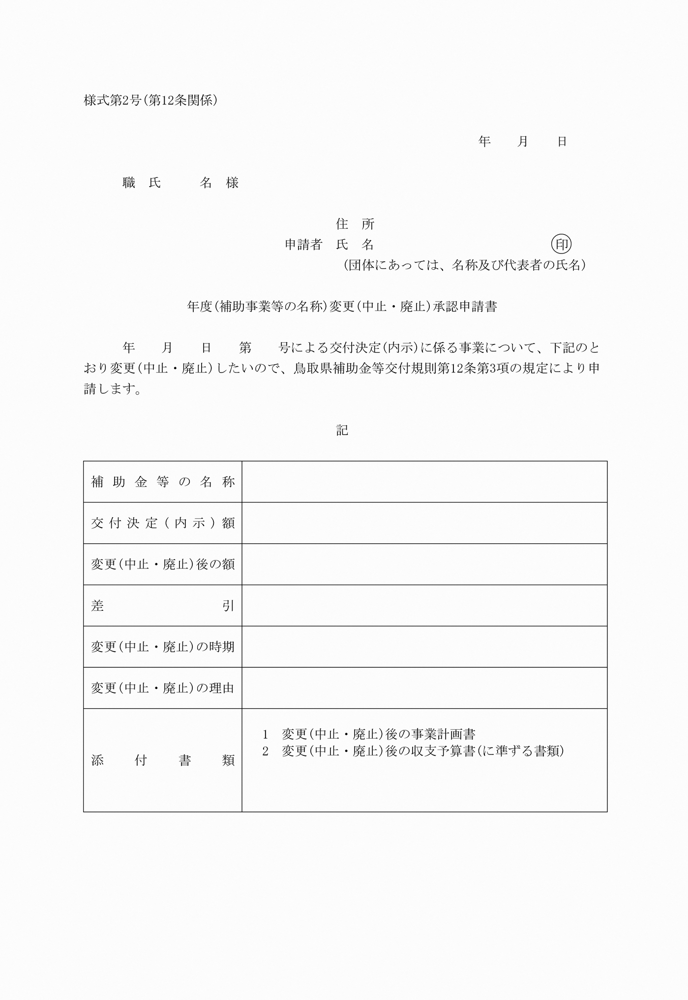 様式第2号(第12条関係)
年　　月　　日
職　氏　　　名　様
住　所
申請者　氏　名　　　　　　　　　　　　　　㊞
(団体にあっては、名称及び代表者の氏名)
年度(補助事業等の名称)変更(中止・廃止)承認申請書
年　　月　　日　　第　　号による交付決定(内示)に係る事業について、下記のと
おり変更(中止・廃止)したいので、鳥取県補助金等交付規則第12条第3項の規定により申
請します。
記
補助金等の名称
交付決定(内示)額
変更(中止・廃止)後の額
差引
変更(中止・廃止)の時期
変更(中止・廃止)の理由
添付書類
1　変更(中止・廃止)後の事業計画書
2　変更(中止・廃止)後の収支予算書(に準ずる書類)